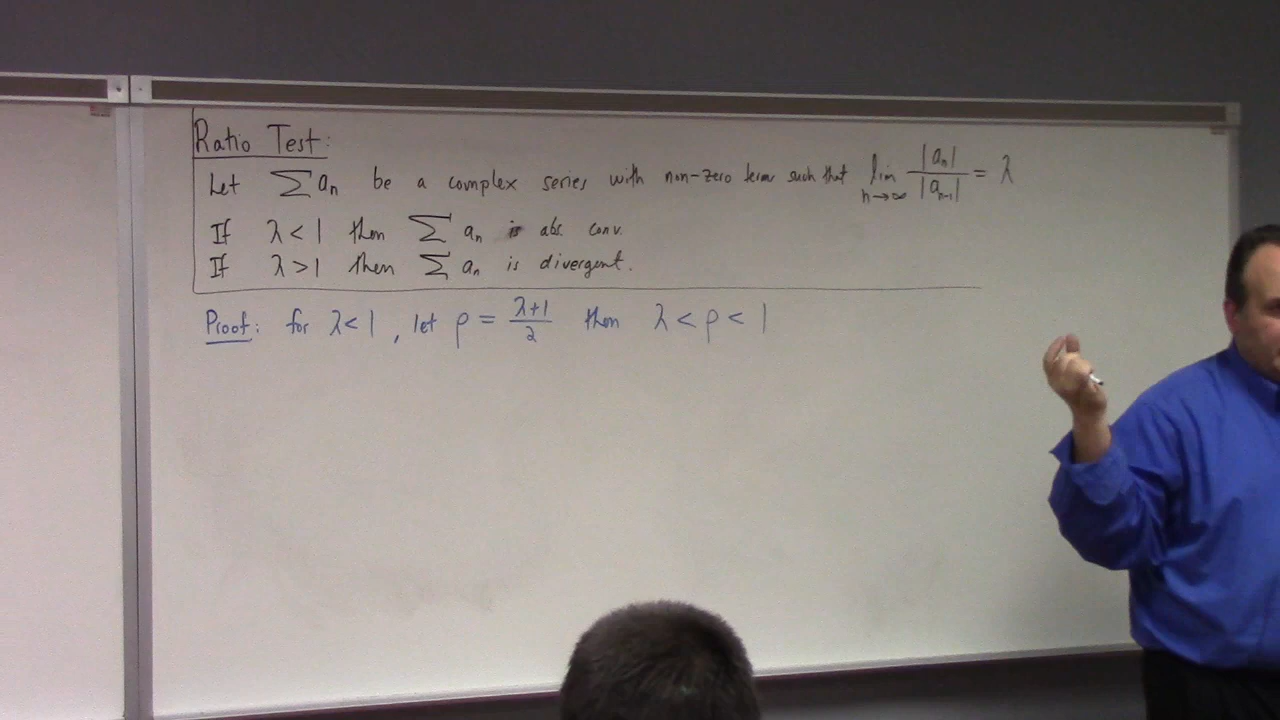 Ratio Test:
Let ∑ aₙ be a complex series with non-zero terms such that lim n→∞ |aₙ| / |aₙ₋₁| = λ
If λ < 1 then ∑ aₙ is abs. conv.
If λ > 1 then ∑ aₙ is divergent.
Proof: for λ < 1, let ρ = (λ+1)/2 then λ < ρ < 1